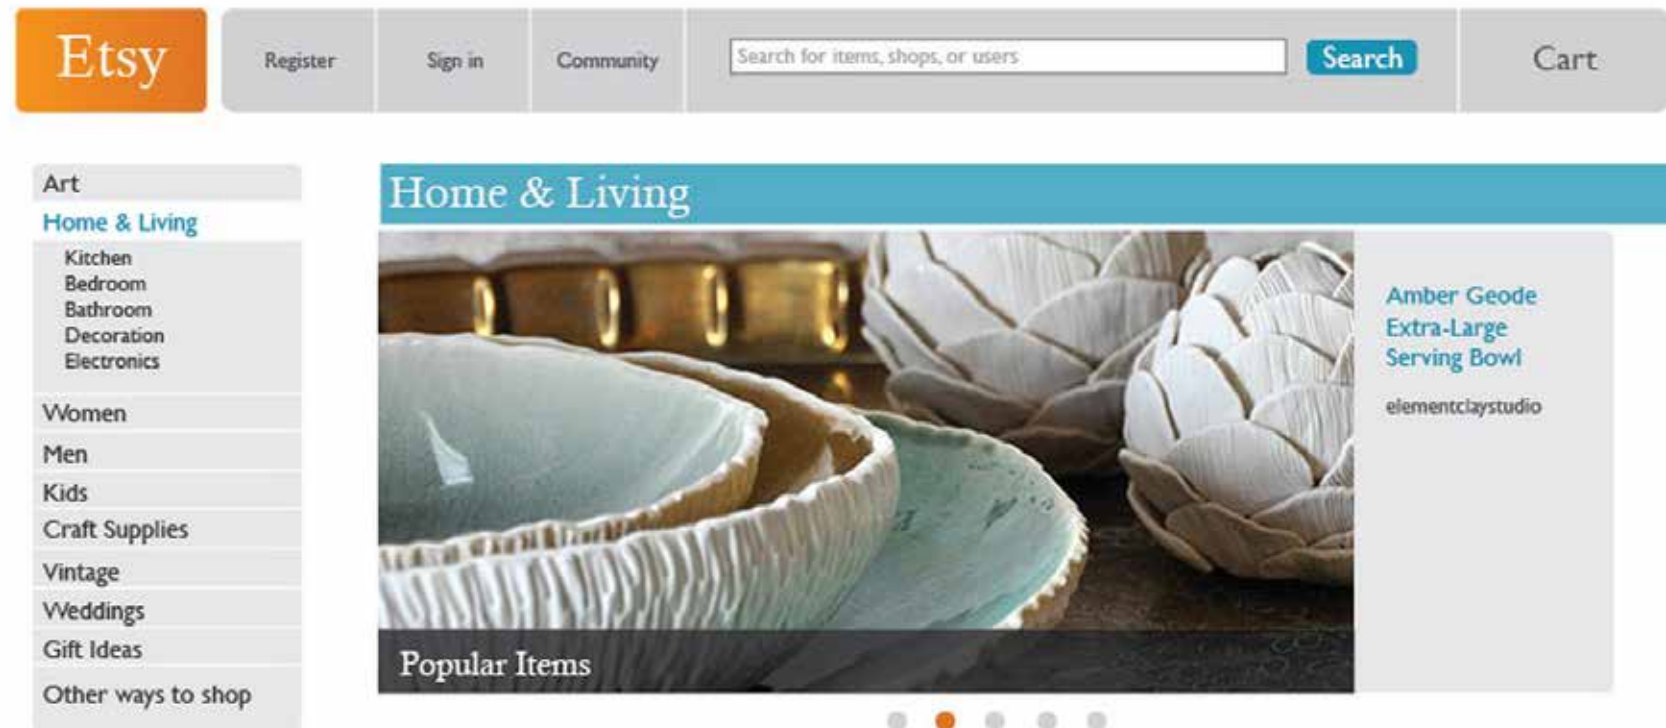 Etsy
Register
Sign in
Community
Search for items, shops, or users
Search
Cart
Art
Home & Living
Kitchen
Bedroom
Bathroom
Decoration
Electronics
Women
Men
Kids
Craft Supplies
Vintage
Weddings
Gift Ideas
Other ways to shop
Home & Living
Popular Items
Amber Geode
Extra-Large
Serving Bowl
elementclaystudio